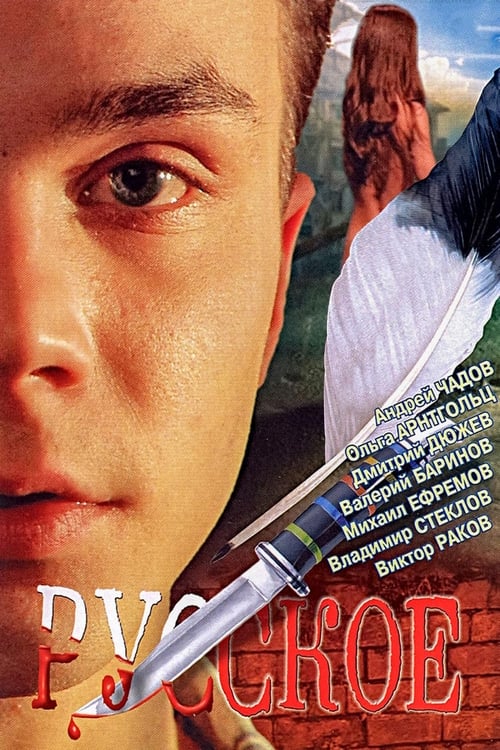 Андрей ЧАДОВ
Ольга АРНТГОЛЬЦ
Дмитрий ДЮЖЕВ
Валерий БАРИНОВ
Михаил ЕФРЕМОВ
Владимир СТЕКЛОВ
Виктор РАКОВ
РУССКОЕ